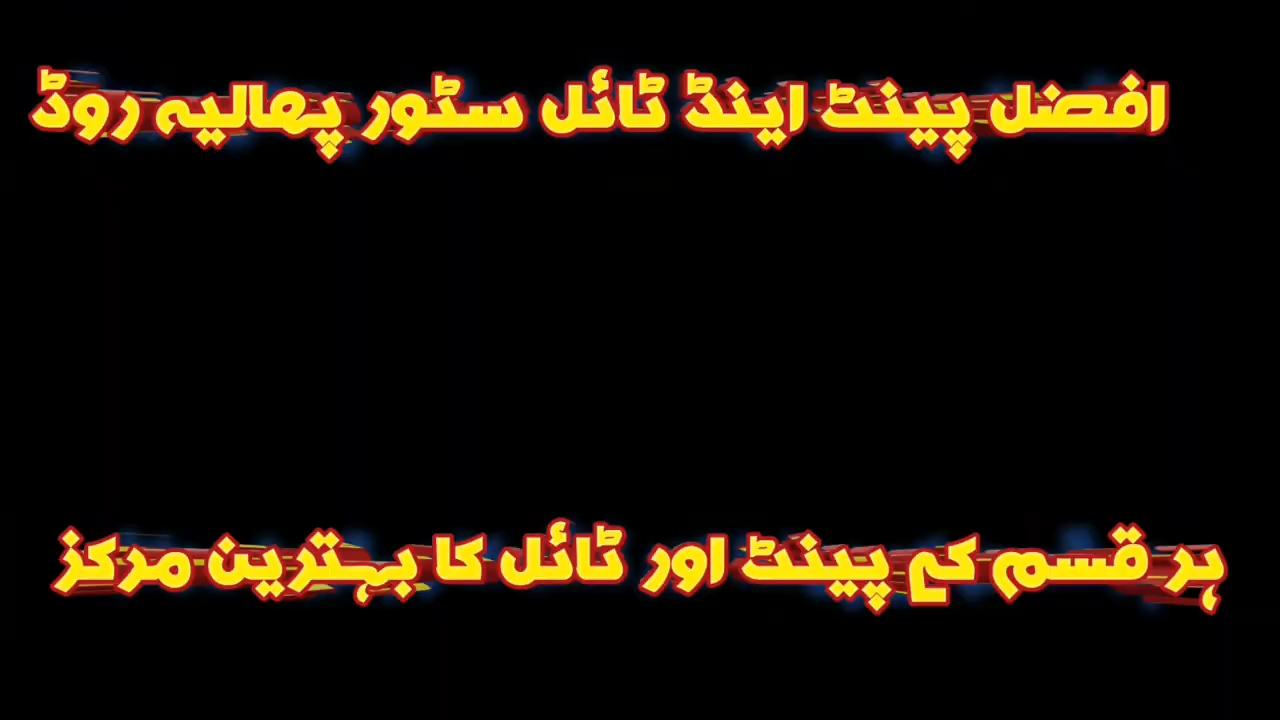 افضل پینٹ اینڈ ٹائل سٹور پھالیہ روڈ
ہر قسم کے پینٹ اور ٹائل کا بہترین مرکز